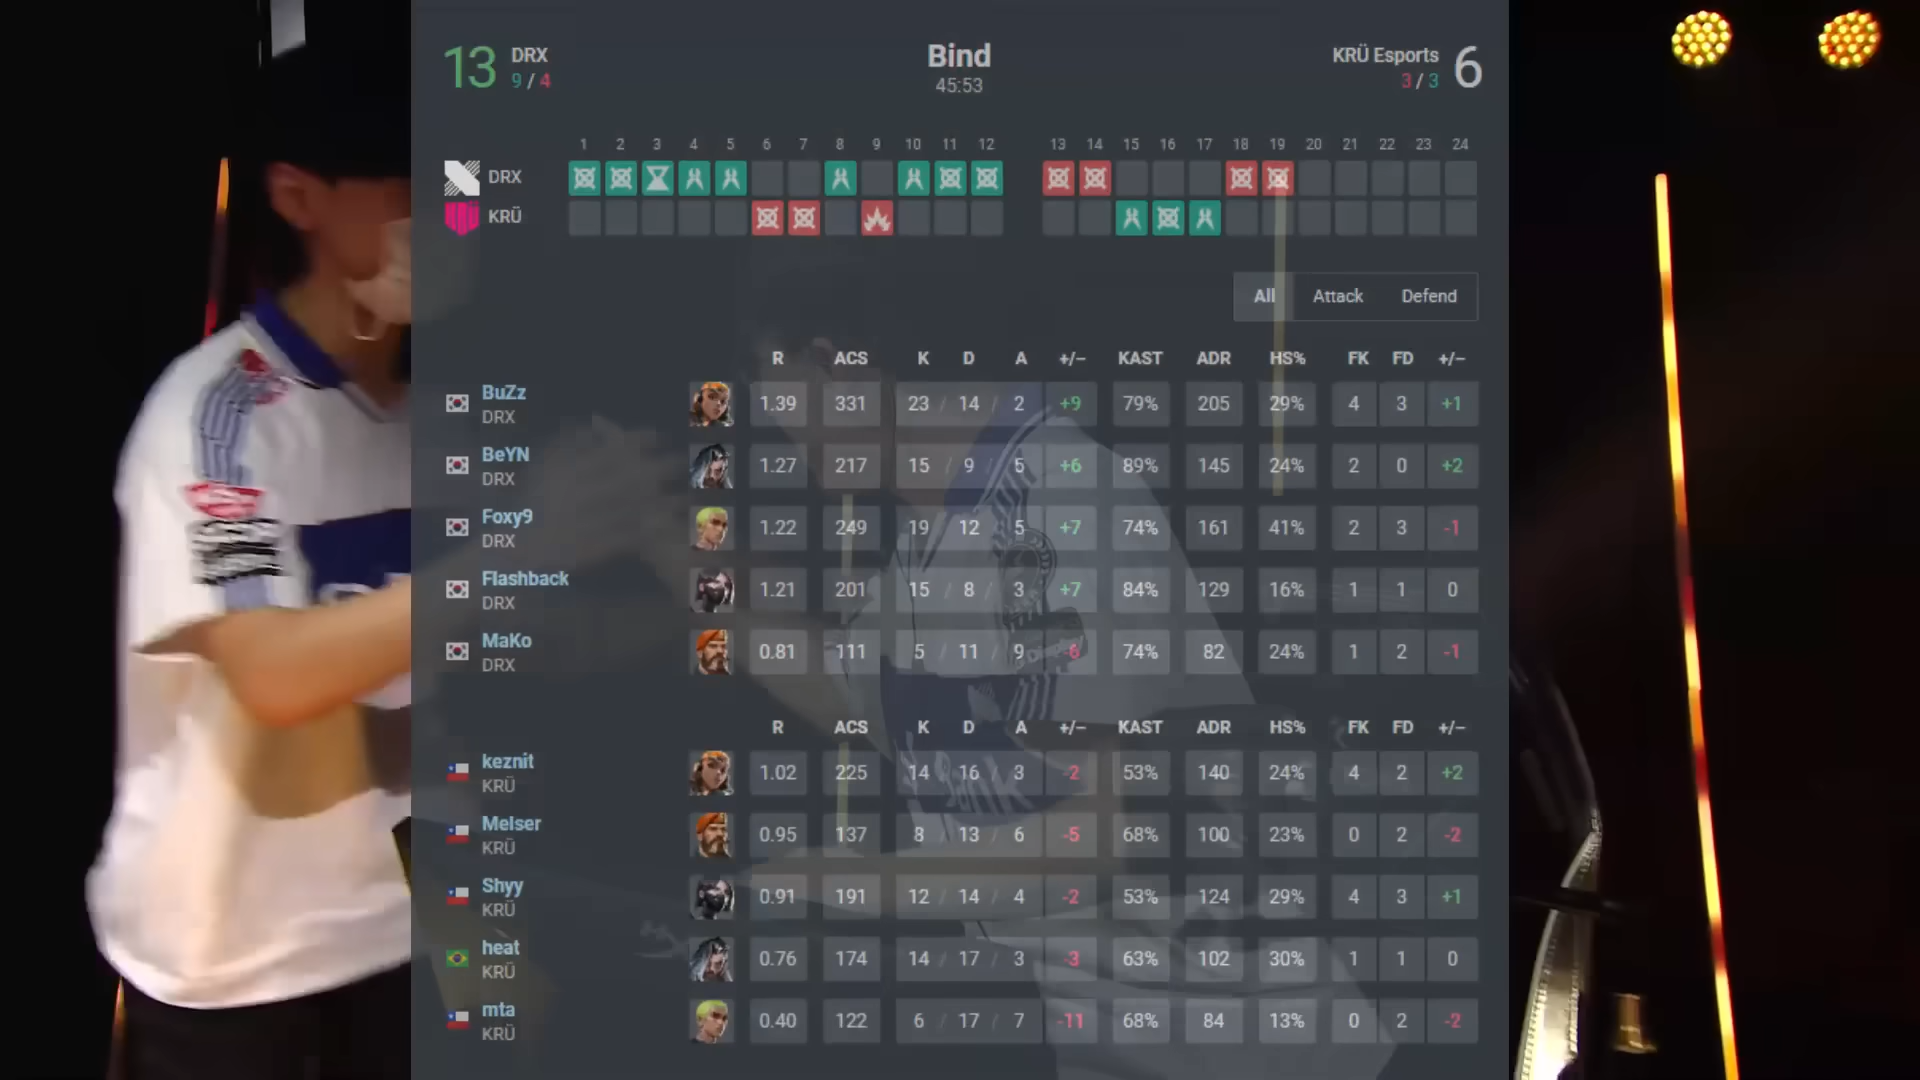 13 DRX Bind KRÜ Esports 6
9 / 4 45:53 3 / 3
1 2 3 4 5 6 7 8 9 10 11 12 13 14 15 16 17 18 19 20 21 22 23 24
DRX
KRÜ
All Attack Defend
R ACS K D A +/– KAST ADR HS% FK FD +/–
BuZz 1.39 331 23 / 14 / 2 +9 79% 205 29% 4 3 +1
DRX
BeYN 1.27 217 15 / 9 / 5 +6 89% 145 24% 2 0 +2
DRX
Foxy9 1.22 249 19 / 12 / 5 +7 74% 161 41% 2 3 -1
DRX
Flashback 1.21 201 15 / 8 / 3 +7 84% 129 16% 1 1 0
DRX
MaKo 0.81 111 5 / 11 / 9 -6 74% 82 24% 1 2 -1
DRX
R ACS K D A +/– KAST ADR HS% FK FD +/–
keznit 1.02 225 14 / 16 / 3 -2 53% 140 24% 4 2 +2
KRÜ
Melser 0.95 137 8 / 13 / 6 -5 68% 100 23% 0 2 -2
KRÜ
Shyy 0.91 191 12 / 14 / 4 -2 53% 124 29% 4 3 +1
KRÜ
heat 0.76 174 14 / 17 / 3 -3 63% 102 30% 1 1 0
KRÜ
mta 0.40 122 6 / 17 / 7 -11 68% 84 13% 0 2 -2
KRÜ